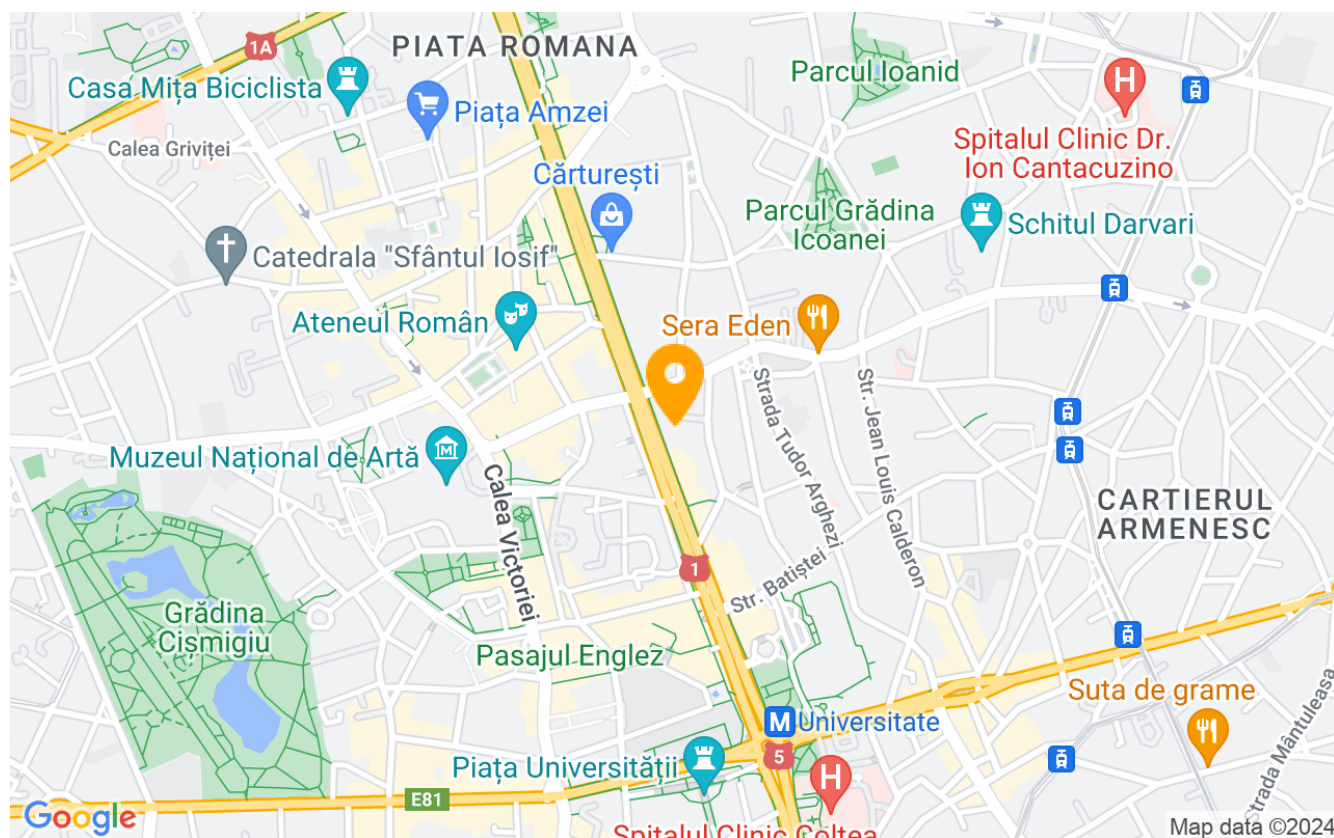 1A
PIATA ROMANA
Casa Mița Biciclista
Piața Amzei
Calea Griviței
Parcul Ioanid
H
Spitalul Clinic Dr.
Ion Cantacuzino
Cărturești
Parcul Grădina
Icoanei
Schitul Darvari
Catedrala "Sfântul Iosif"
Ateneul Român
Sera Eden
Strada Tudor Arghezi
Str. Jean Louis Calderon
Muzeul Național de Artă
M
Calea Victoriei
CARTIERUL
ARMENESC
1
Str. Batiștei
Grădina
Cișmigiu
Pasajul Englez
Suta de grame
M Universitate
5
Piața Universității
H
Strada Mântuleasa
E81
Google
Spitalul Clinic Colțea
Map data ©2024